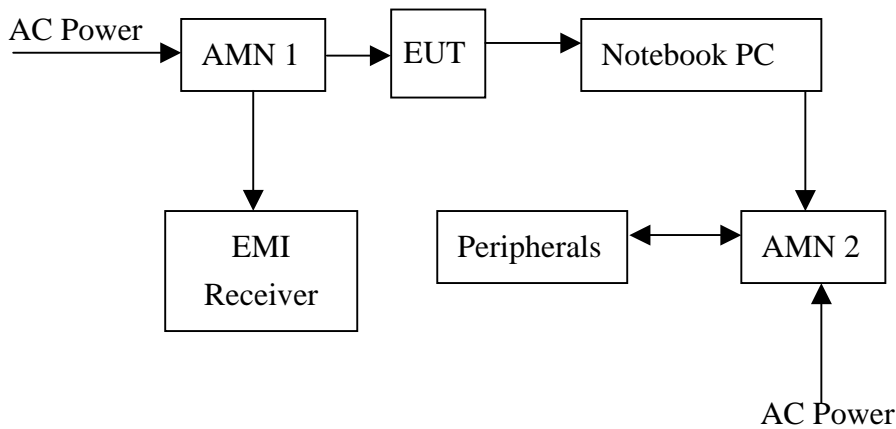 AC Power
AMN 1
EUT
Notebook PC
EMI
Receiver
Peripherals
AMN 2
AC Power